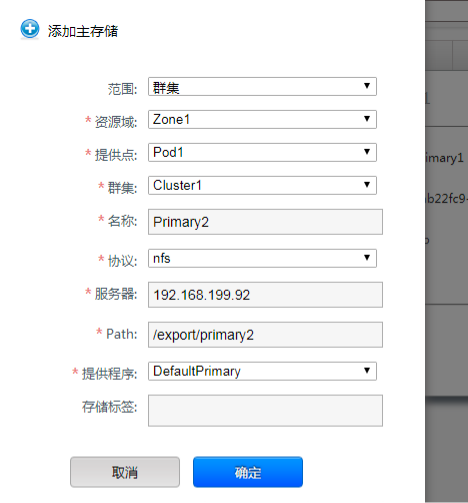 添加主存储
范围: 群集
* 资源域: Zone1
* 提供点: Pod1
* 群集: Cluster1
* 名称: Primary2
* 协议: nfs
* 服务器: 192.168.199.92
* Path: /export/primary2
* 提供程序: DefaultPrimary
存储标签:
取消 确定
imary1
b22fc9-